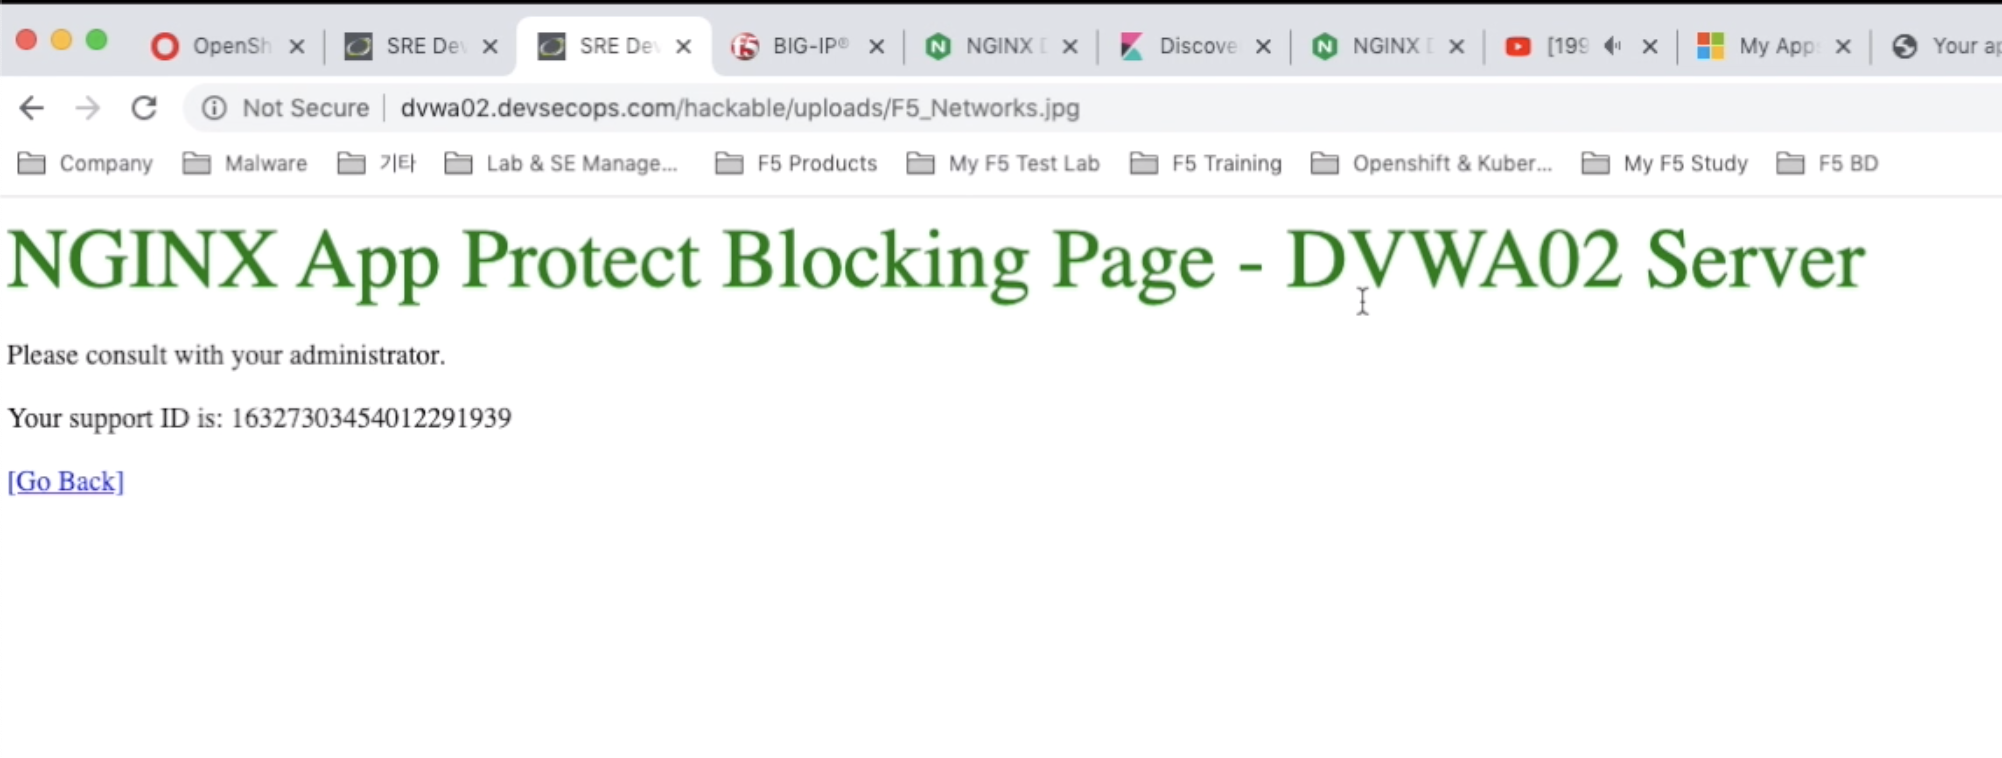 OpenSh SRE Dev SRE Dev BIG-IP® NGINX Discove NGINX [199 My App Your ap
Not Secure dvwa02.devsecops.com/hackable/uploads/F5_Networks.jpg
Company Malware 기타 Lab & SE Manage... F5 Products My F5 Test Lab F5 Training Openshift & Kuber... My F5 Study F5 BD
NGINX App Protect Blocking Page - DVWA02 Server
Please consult with your administrator.
Your support ID is: 16327303454012291939
[Go Back]